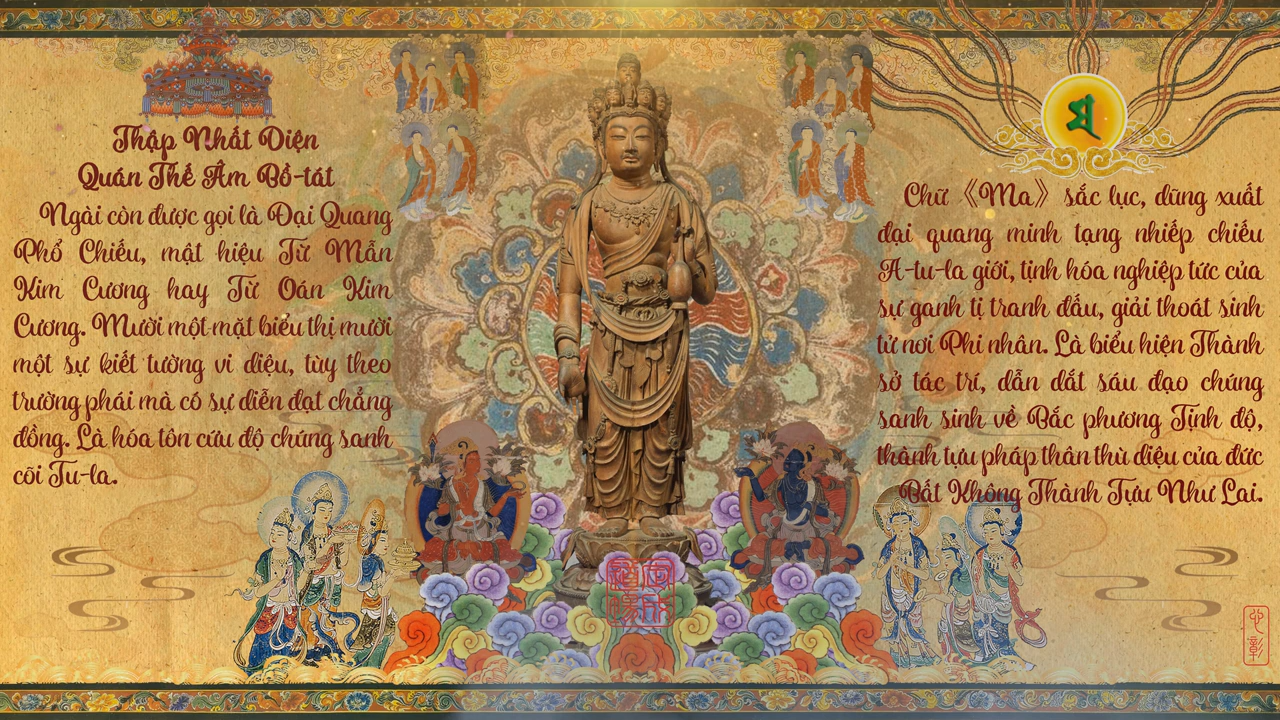 Thập Nhất Diện
Quán Thế Âm Bồ-tát
Ngài còn được gọi là Đại Quang
Phổ Chiếu, mật hiệu Từ Mẫn
Kim Cương hay Từ Oán Kim
Cương. Mười một mặt biểu thị mười
một sự kiết tường vi diệu, tùy theo
trường phái mà có sự diễn đạt chẳng
đồng. Là hóa tôn cứu độ chúng sanh
cõi Tu-la.
Chữ 《Ma》 sắc lục, dũng xuất
đại quang minh tạng nhiếp chiếu
A-tu-la giới, tịnh hóa nghiệp tức của
sự ganh tị tranh đấu, giải thoát sinh
tử nơi Phi nhân. Là biểu hiện Thành
sở tác trí, dẫn dắt sáu đạo chúng
sanh sinh về Bắc phương Tịnh độ,
thành tựu pháp thân thù diệu của đức
Bất Không Thành Tựu Như Lai.